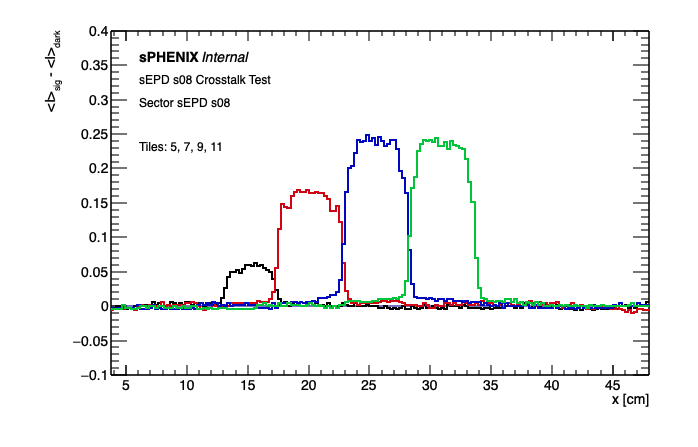 0.4
0.35
0.3
0.25
0.2
0.15
0.1
0.05
0
−0.05
−0.1
<I>sig - <I>dark
sPHENIX Internal
sEPD s08 Crosstalk Test
Sector sEPD s08
Tiles: 5, 7, 9, 11
5 10 15 20 25 30 35 40 45
x [cm]